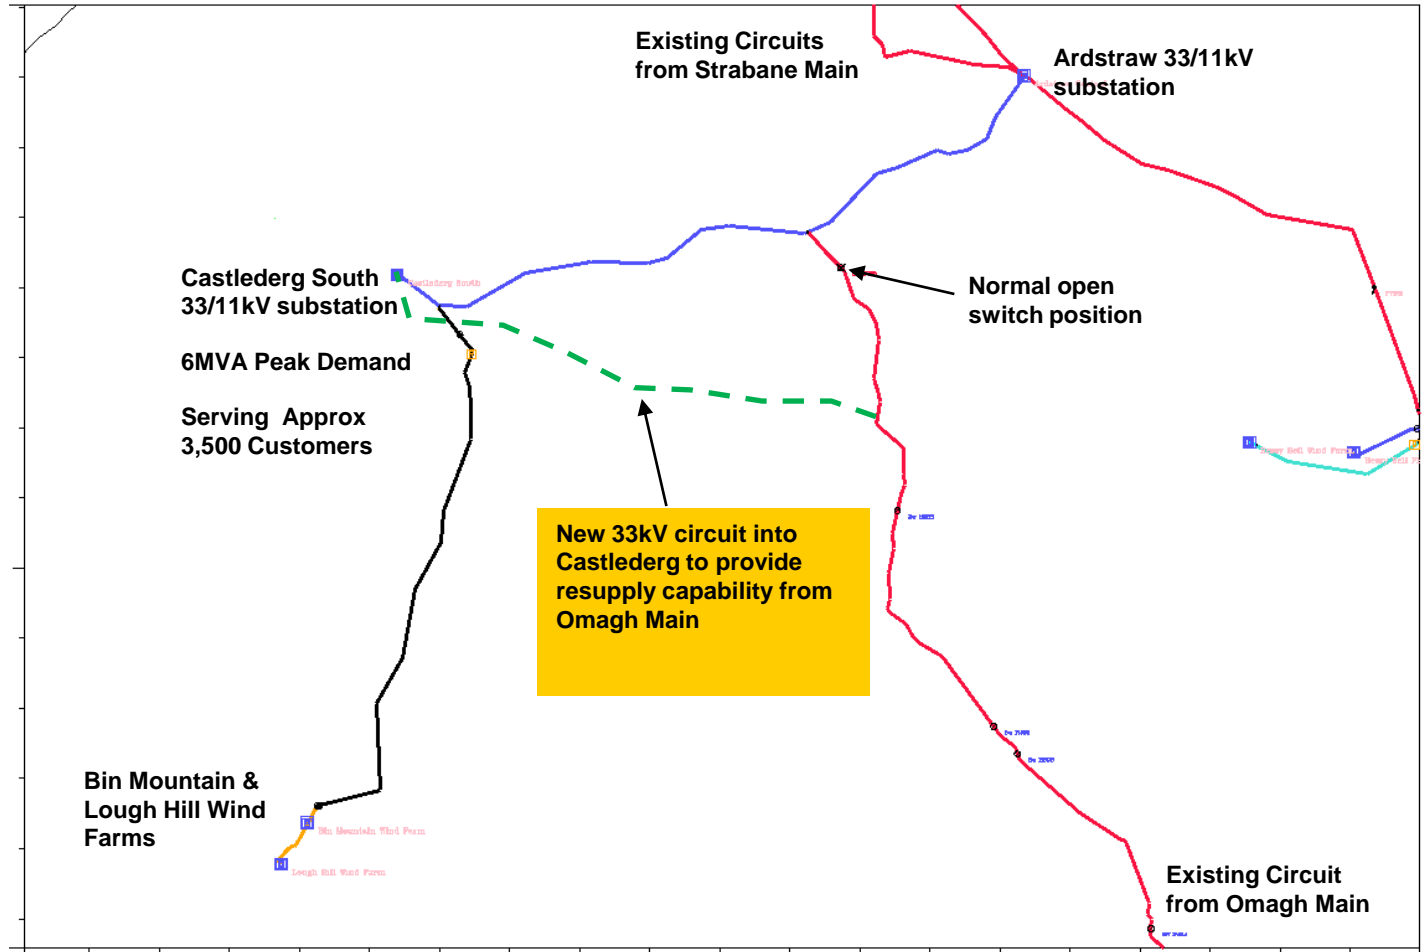 Existing Circuits
from Strabane Main
Ardstraw 33/11kV
substation
Castlederg South
33/11kV substation
Castlederg South
Normal open
switch position
6MVA Peak Demand
Serving Approx
3,500 Customers
New 33kV circuit into
Castlederg to provide
resupply capability from
Omagh Main
Bin Mountain &
Lough Hill Wind
Farms
Bin Mountain Wind Farm
Lough Hill Wind Farm
Existing Circuit
from Omagh Main